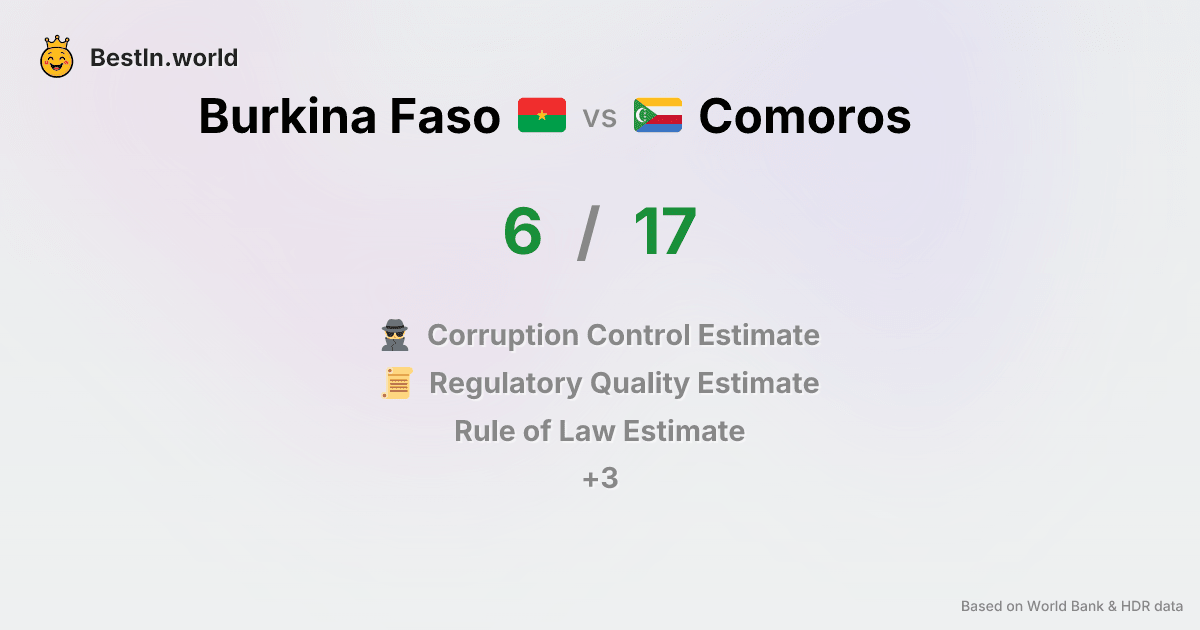 BestIn.world
Burkina Faso vs Comoros
6 / 17
Corruption Control Estimate
Regulatory Quality Estimate
Rule of Law Estimate
+3
Based on World Bank & HDR data